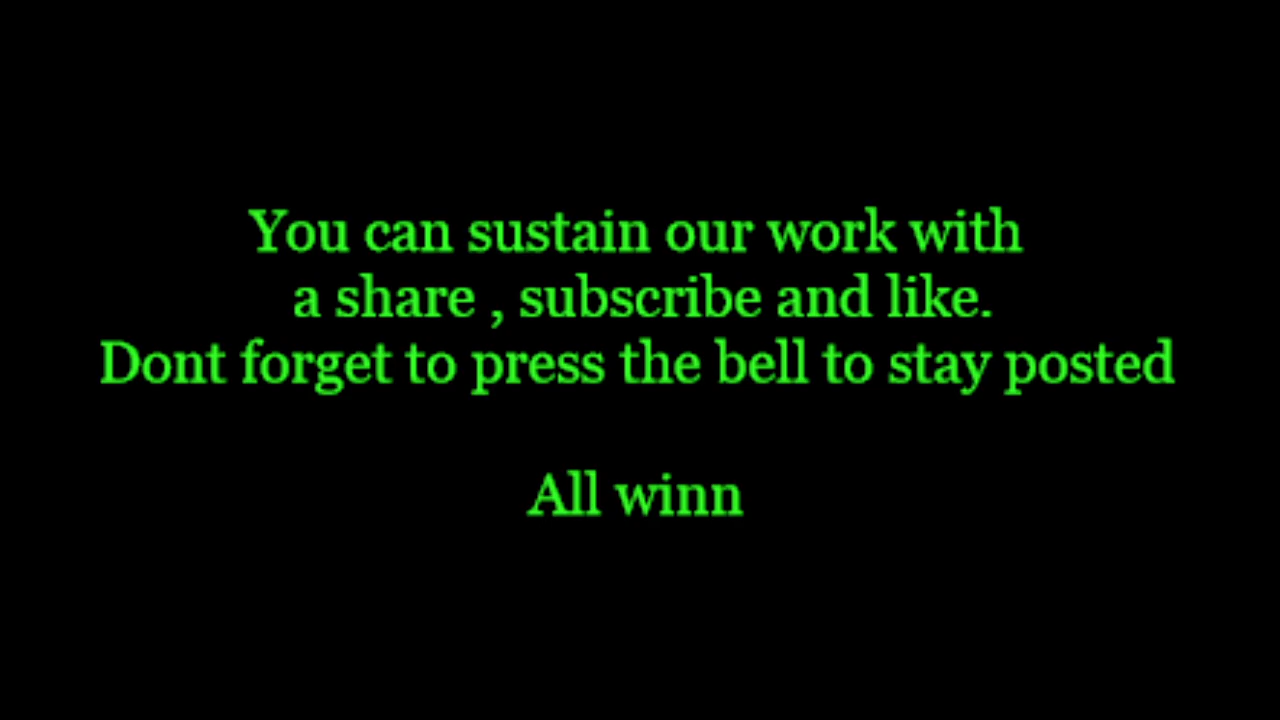 You can sustain our work with
a share , subscribe and like.
Dont forget to press the bell to stay posted
All winn